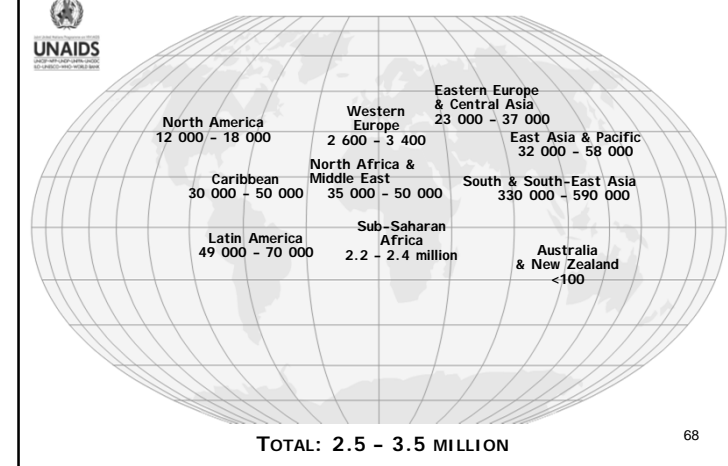 UNAIDS
North America
12 000 – 18 000
Western
Europe
2 600 – 3 400
Eastern Europe
& Central Asia
23 000 – 37 000
East Asia & Pacific
32 000 – 58 000
Caribbean
30 000 – 50 000
North Africa &
Middle East
35 000 – 50 000
South & South-East Asia
330 000 – 590 000
Latin America
49 000 – 70 000
Sub-Saharan
Africa
2.2 – 2.4 million
Australia
& New Zealand
<100
TOTAL: 2.5 – 3.5 MILLION
68